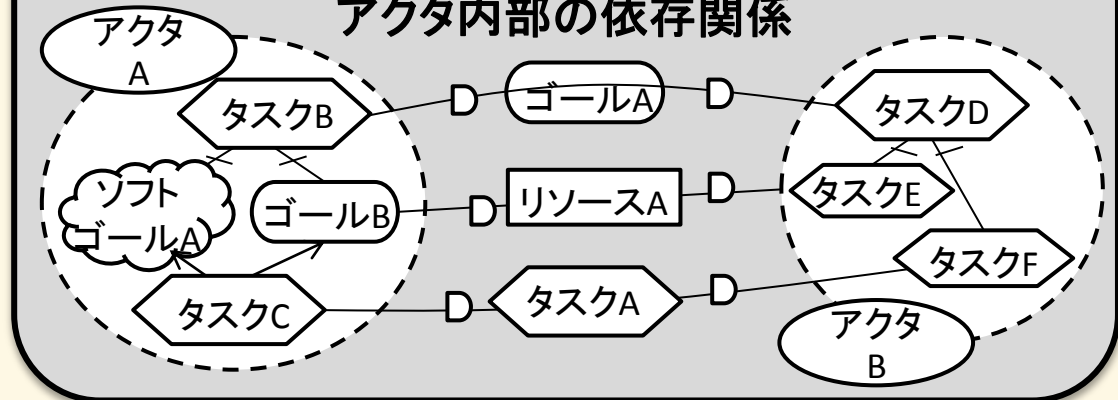 アクタ内部の依存関係
アクタ
A
タスクB
D
ゴールA
D
タスクD
ソフト
ゴールA
ゴールB
D
リソースA
D
タスクE
タスクF
タスクC
D
タスクA
D
アクタ
B